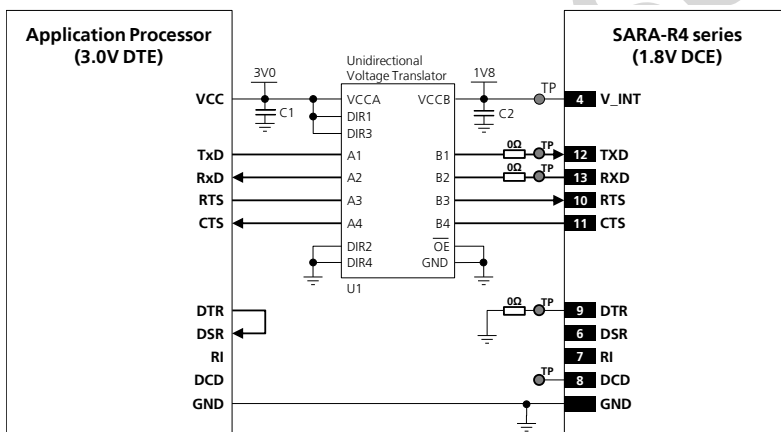 Application Processor
(3.0V DTE)
SARA-R4 series
(1.8V DCE)
Unidirectional
Voltage Translator
3V0
1V8
TP
VCC
VCCA
VCCB
4
V_INT
C1
DIR1
C2
DIR3
0Ω
TP
TxD
A1
B1
12
TXD
0Ω
TP
RxD
A2
B2
13
RXD
RTS
A3
B3
10
RTS
CTS
A4
B4
11
CTS
DIR2
OE
DIR4
GND
U1
0Ω
TP
DTR
9
DTR
DSR
6
DSR
RI
7
RI
TP
DCD
8
DCD
GND
GND